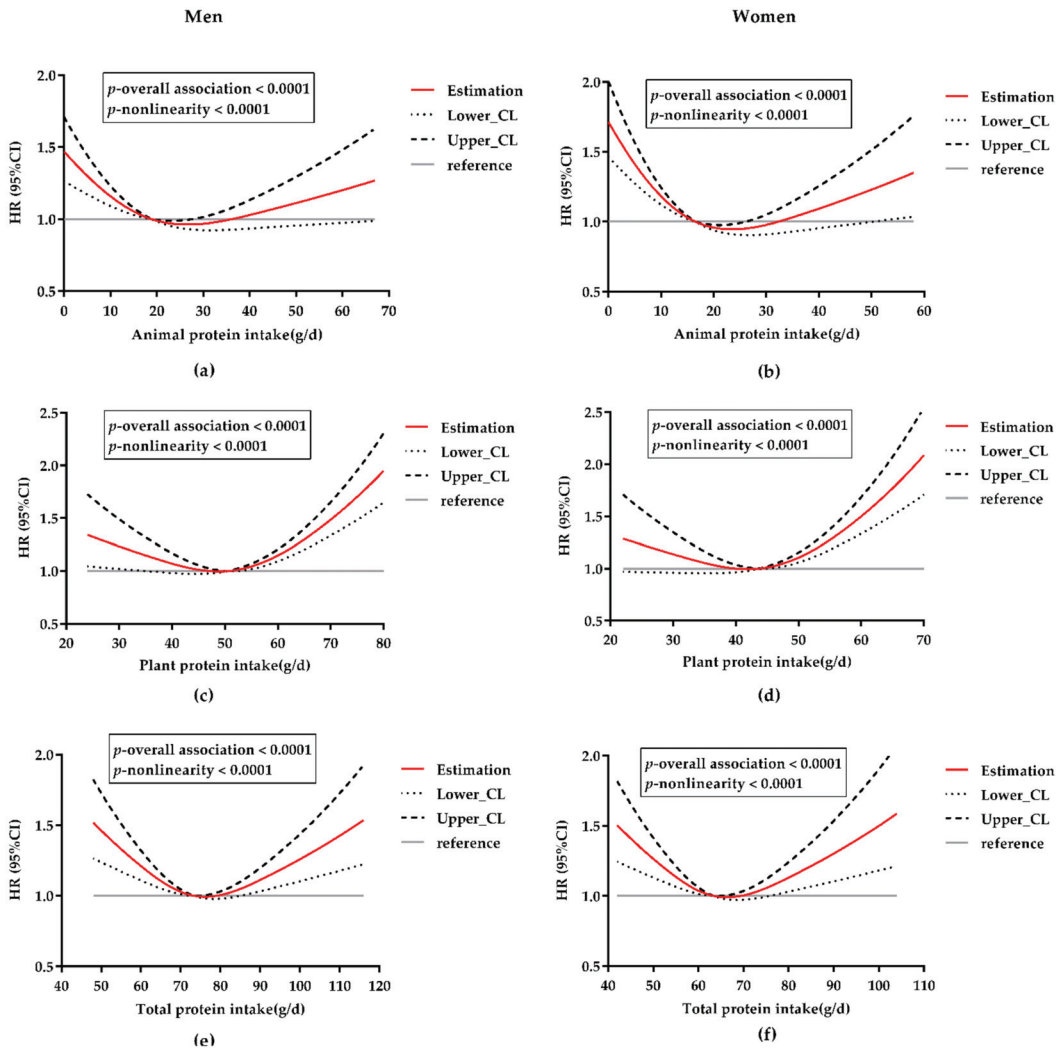 Men
Women
p-overall association < 0.0001
p-nonlinearity < 0.0001
Estimation
Lower_CL
Upper_CL
reference
HR (95%CI)
2.0
1.5
1.0
0.5
0 10 20 30 40 50 60 70
Animal protein intake(g/d)
(a)
p-overall association < 0.0001
p-nonlinearity < 0.0001
Estimation
Lower_CL
Upper_CL
reference
HR (95%CI)
2.0
1.5
1.0
0.5
0 10 20 30 40 50 60
Animal protein intake(g/d)
(b)
p-overall association < 0.0001
p-nonlinearity < 0.0001
Estimation
Lower_CL
Upper_CL
reference
HR (95%CI)
2.5
2.0
1.5
1.0
0.5
20 30 40 50 60 70 80
Plant protein intake(g/d)
(c)
p-overall association < 0.0001
p-nonlinearity < 0.0001
Estimation
Lower_CL
Upper_CL
reference
HR (95%CI)
2.5
2.0
1.5
1.0
0.5
20 30 40 50 60 70
Plant protein intake(g/d)
(d)
p-overall association < 0.0001
p-nonlinearity < 0.0001
Estimation
Lower_CL
Upper_CL
reference
HR (95%CI)
2.0
1.5
1.0
0.5
40 50 60 70 80 90 100 110 120
Total protein intake(g/d)
(e)
p-overall association < 0.0001
p-nonlinearity < 0.0001
Estimation
Lower_CL
Upper_CL
reference
HR (95%CI)
2.0
1.5
1.0
0.5
40 50 60 70 80 90 100 110
Total protein intake(g/d)
(f)